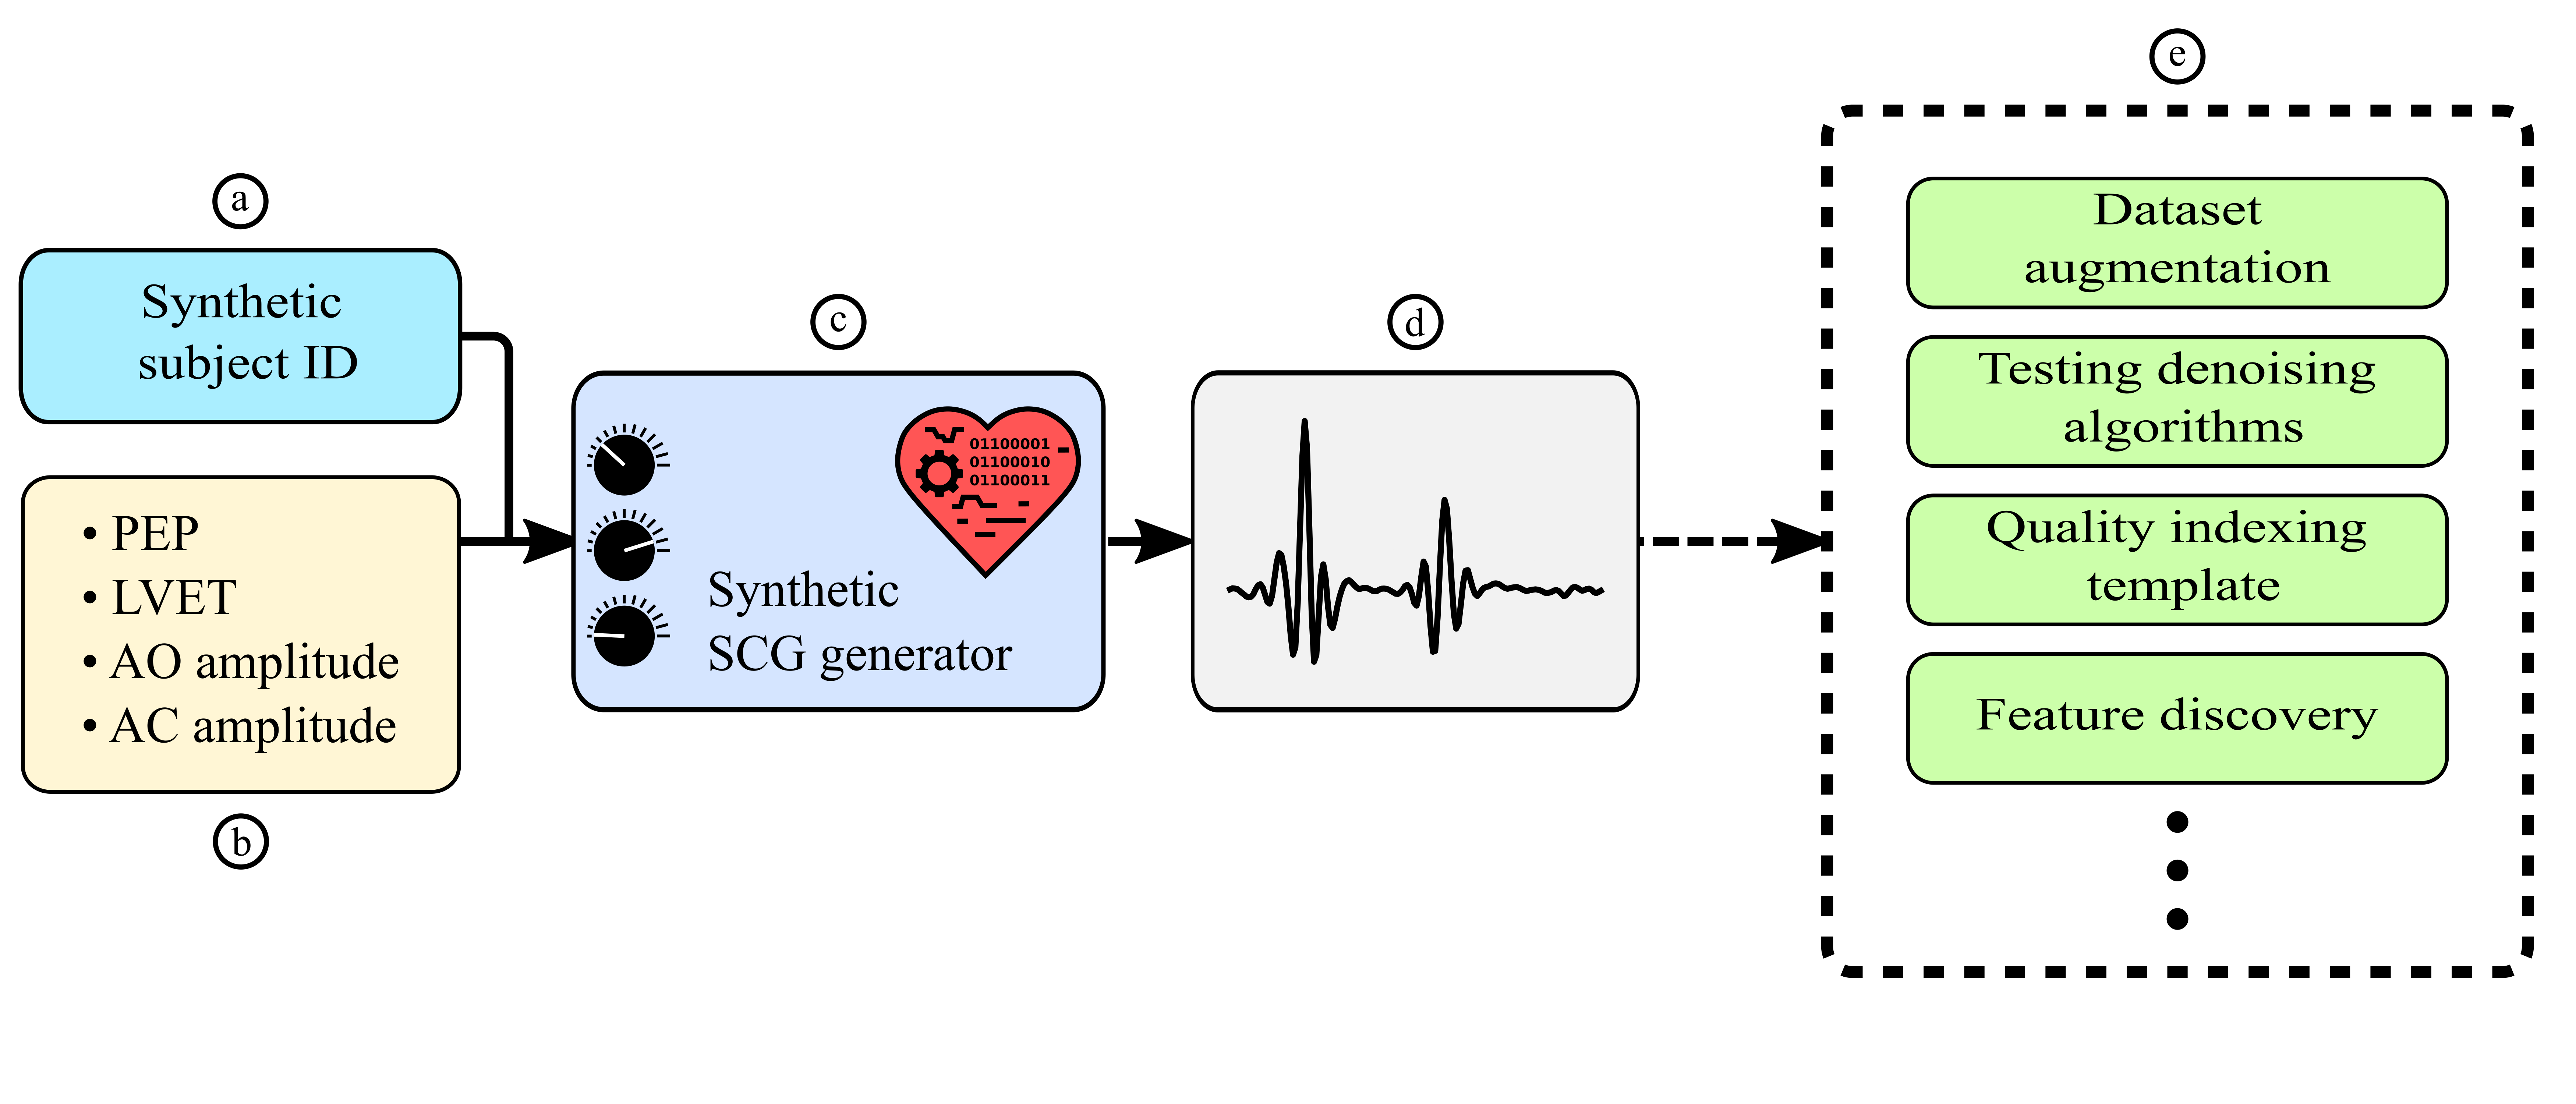 a
Synthetic
subject ID
• PEP
• LVET
• AO amplitude
• AC amplitude
b
c
01100001
01100010
01100011
Synthetic
SCG generator
d
e
Dataset
augmentation
Testing denoising
algorithms
Quality indexing
template
Feature discovery